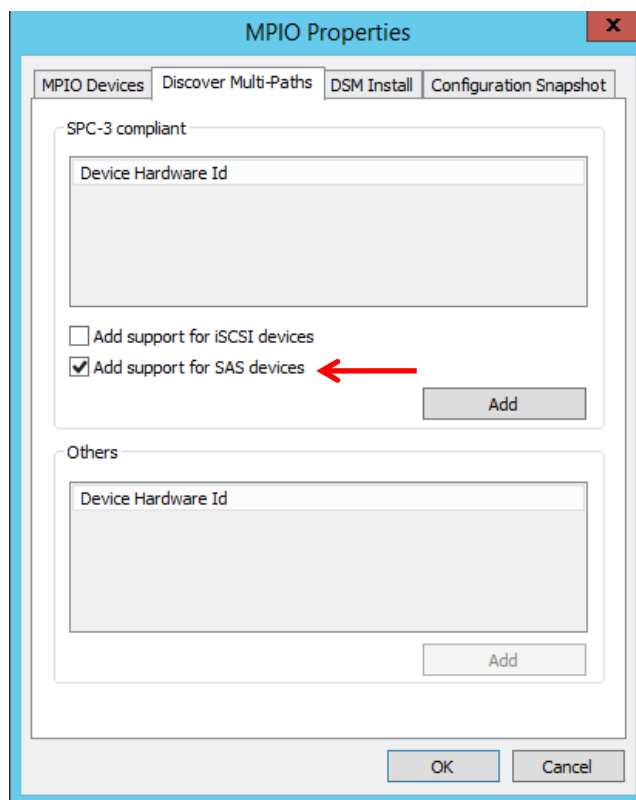 MPIO Properties
x
MPIO Devices Discover Multi-Paths DSM Install Configuration Snapshot
SPC-3 compliant
Device Hardware Id
Add support for iSCSI devices
Add support for SAS devices
Add
Others
Device Hardware Id
Add
OK Cancel